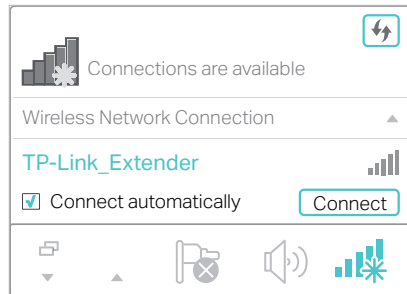 Connections are available
Wireless Network Connection
TP-Link_Extender
Connect automatically
Connect